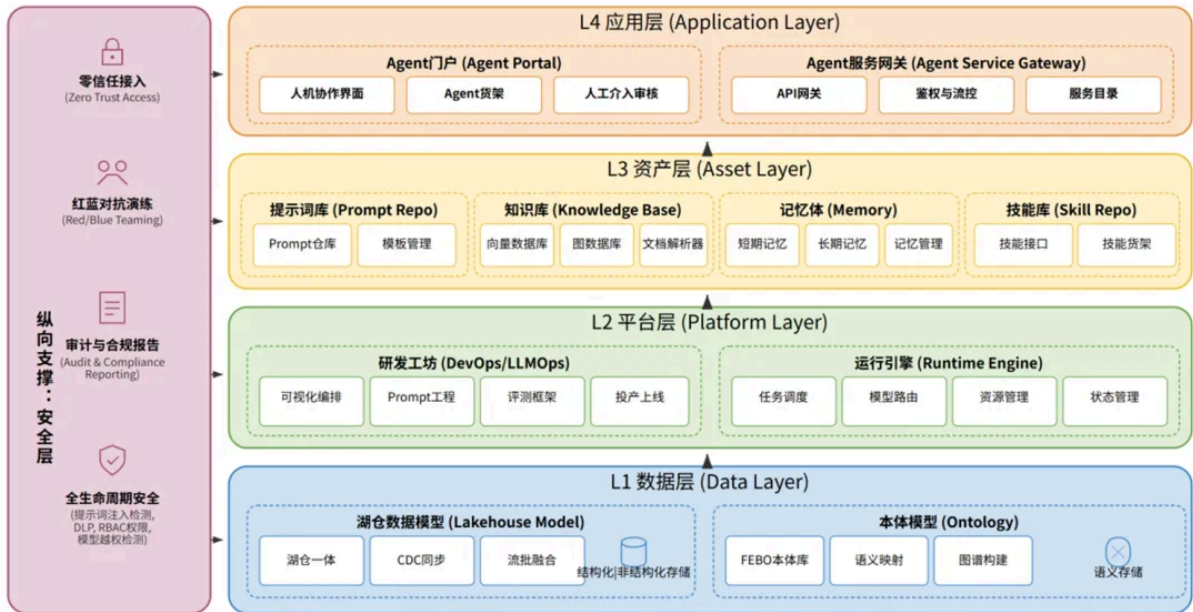 零信任接入
(Zero Trust Access)
红蓝对抗演练
(Red/Blue Teaming)
审计与合规报告
(Audit & Compliance
Reporting)
全生命周期安全
(提示词注入检测,
DLP, RBAC权限,
模型越权检测)
纵向支撑：安全层
L4 应用层 (Application Layer)
Agent门户 (Agent Portal)
人机协作界面
Agent货架
人工介入审核
Agent服务网关 (Agent Service Gateway)
API网关
鉴权与流控
服务目录
L3 资产层 (Asset Layer)
提示词库 (Prompt Repo)
Prompt仓库
模板管理
知识库 (Knowledge Base)
向量数据库
图数据库
文档解析器
记忆体 (Memory)
短期记忆
长期记忆
记忆管理
技能库 (Skill Repo)
技能接口
技能货架
L2 平台层 (Platform Layer)
研发工坊 (DevOps/LLMOps)
可视化编排
Prompt工程
评测框架
投产上线
运行引擎 (Runtime Engine)
任务调度
模型路由
资源管理
状态管理
L1 数据层 (Data Layer)
湖仓数据模型 (Lakehouse Model)
湖仓一体
CDC同步
流批融合
结构化|非结构化存储
本体模型 (Ontology)
FEBO本体库
语义映射
图谱构建
语义存储